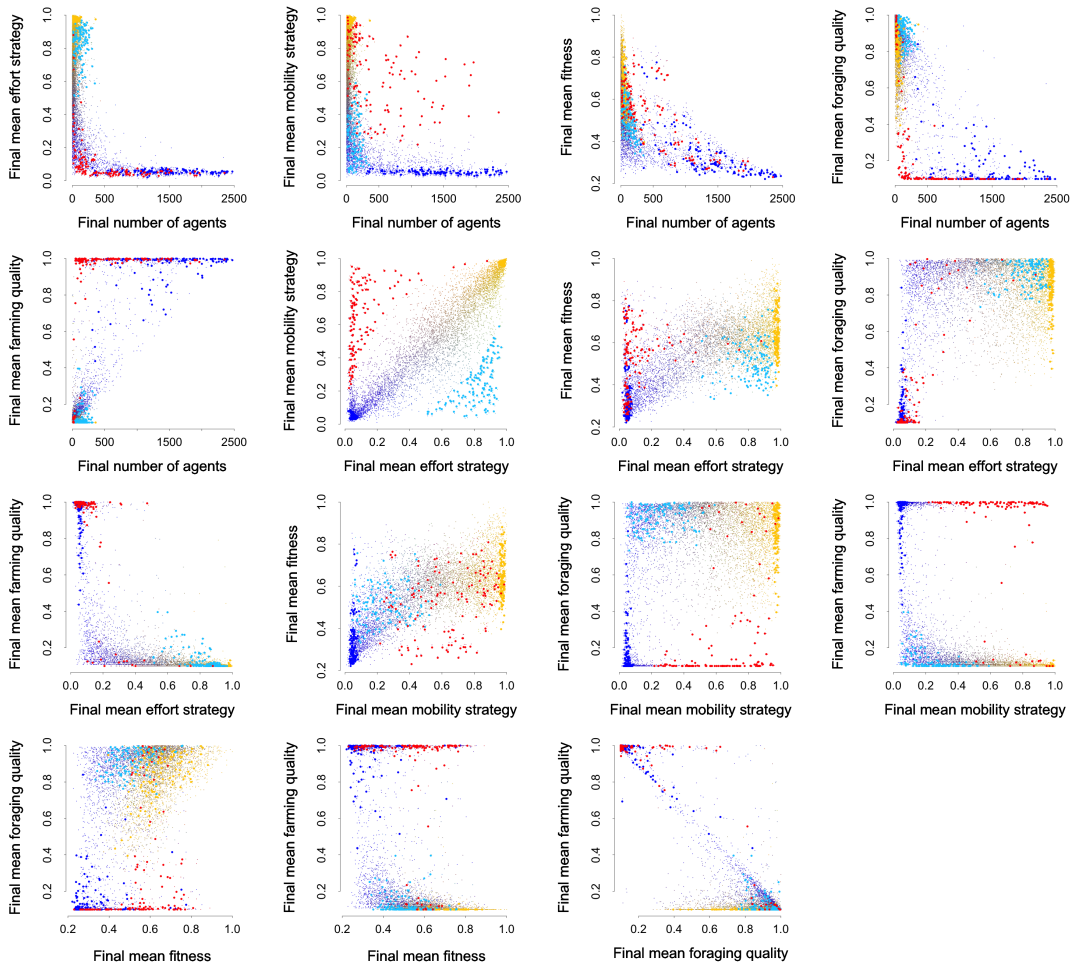 Final mean effort strategy
0.0 0.2 0.4 0.6 0.8 1.0
0 500 1500 2500
Final number of agents
Final mean mobility strategy
0.0 0.2 0.4 0.6 0.8 1.0
0 500 1500 2500
Final number of agents
Final mean fitness
0.2 0.4 0.6 0.8 1.0
0 500 1500 2500
Final number of agents
Final mean foraging quality
0.2 0.4 0.6 0.8 1.0
0 500 1500 2500
Final number of agents
Final mean farming quality
0.2 0.4 0.6 0.8 1.0
0 500 1500 2500
Final number of agents
Final mean mobility strategy
0.0 0.2 0.4 0.6 0.8 1.0
0.0 0.2 0.4 0.6 0.8 1.0
Final mean effort strategy
Final mean fitness
0.2 0.4 0.6 0.8 1.0
0.0 0.2 0.4 0.6 0.8 1.0
Final mean effort strategy
Final mean foraging quality
0.2 0.4 0.6 0.8 1.0
0.0 0.2 0.4 0.6 0.8 1.0
Final mean effort strategy
Final mean farming quality
0.2 0.4 0.6 0.8 1.0
0.0 0.2 0.4 0.6 0.8 1.0
Final mean effort strategy
Final mean fitness
0.2 0.4 0.6 0.8 1.0
0.0 0.2 0.4 0.6 0.8 1.0
Final mean mobility strategy
Final mean foraging quality
0.2 0.4 0.6 0.8 1.0
0.0 0.2 0.4 0.6 0.8 1.0
Final mean mobility strategy
Final mean farming quality
0.2 0.4 0.6 0.8 1.0
0.0 0.2 0.4 0.6 0.8 1.0
Final mean mobility strategy
Final mean foraging quality
0.2 0.4 0.6 0.8 1.0
0.2 0.4 0.6 0.8 1.0
Final mean fitness
Final mean farming quality
0.2 0.4 0.6 0.8 1.0
0.2 0.4 0.6 0.8 1.0
Final mean fitness
Final mean farming quality
0.2 0.4 0.6 0.8 1.0
0.2 0.4 0.6 0.8 1.0
Final mean foraging quality